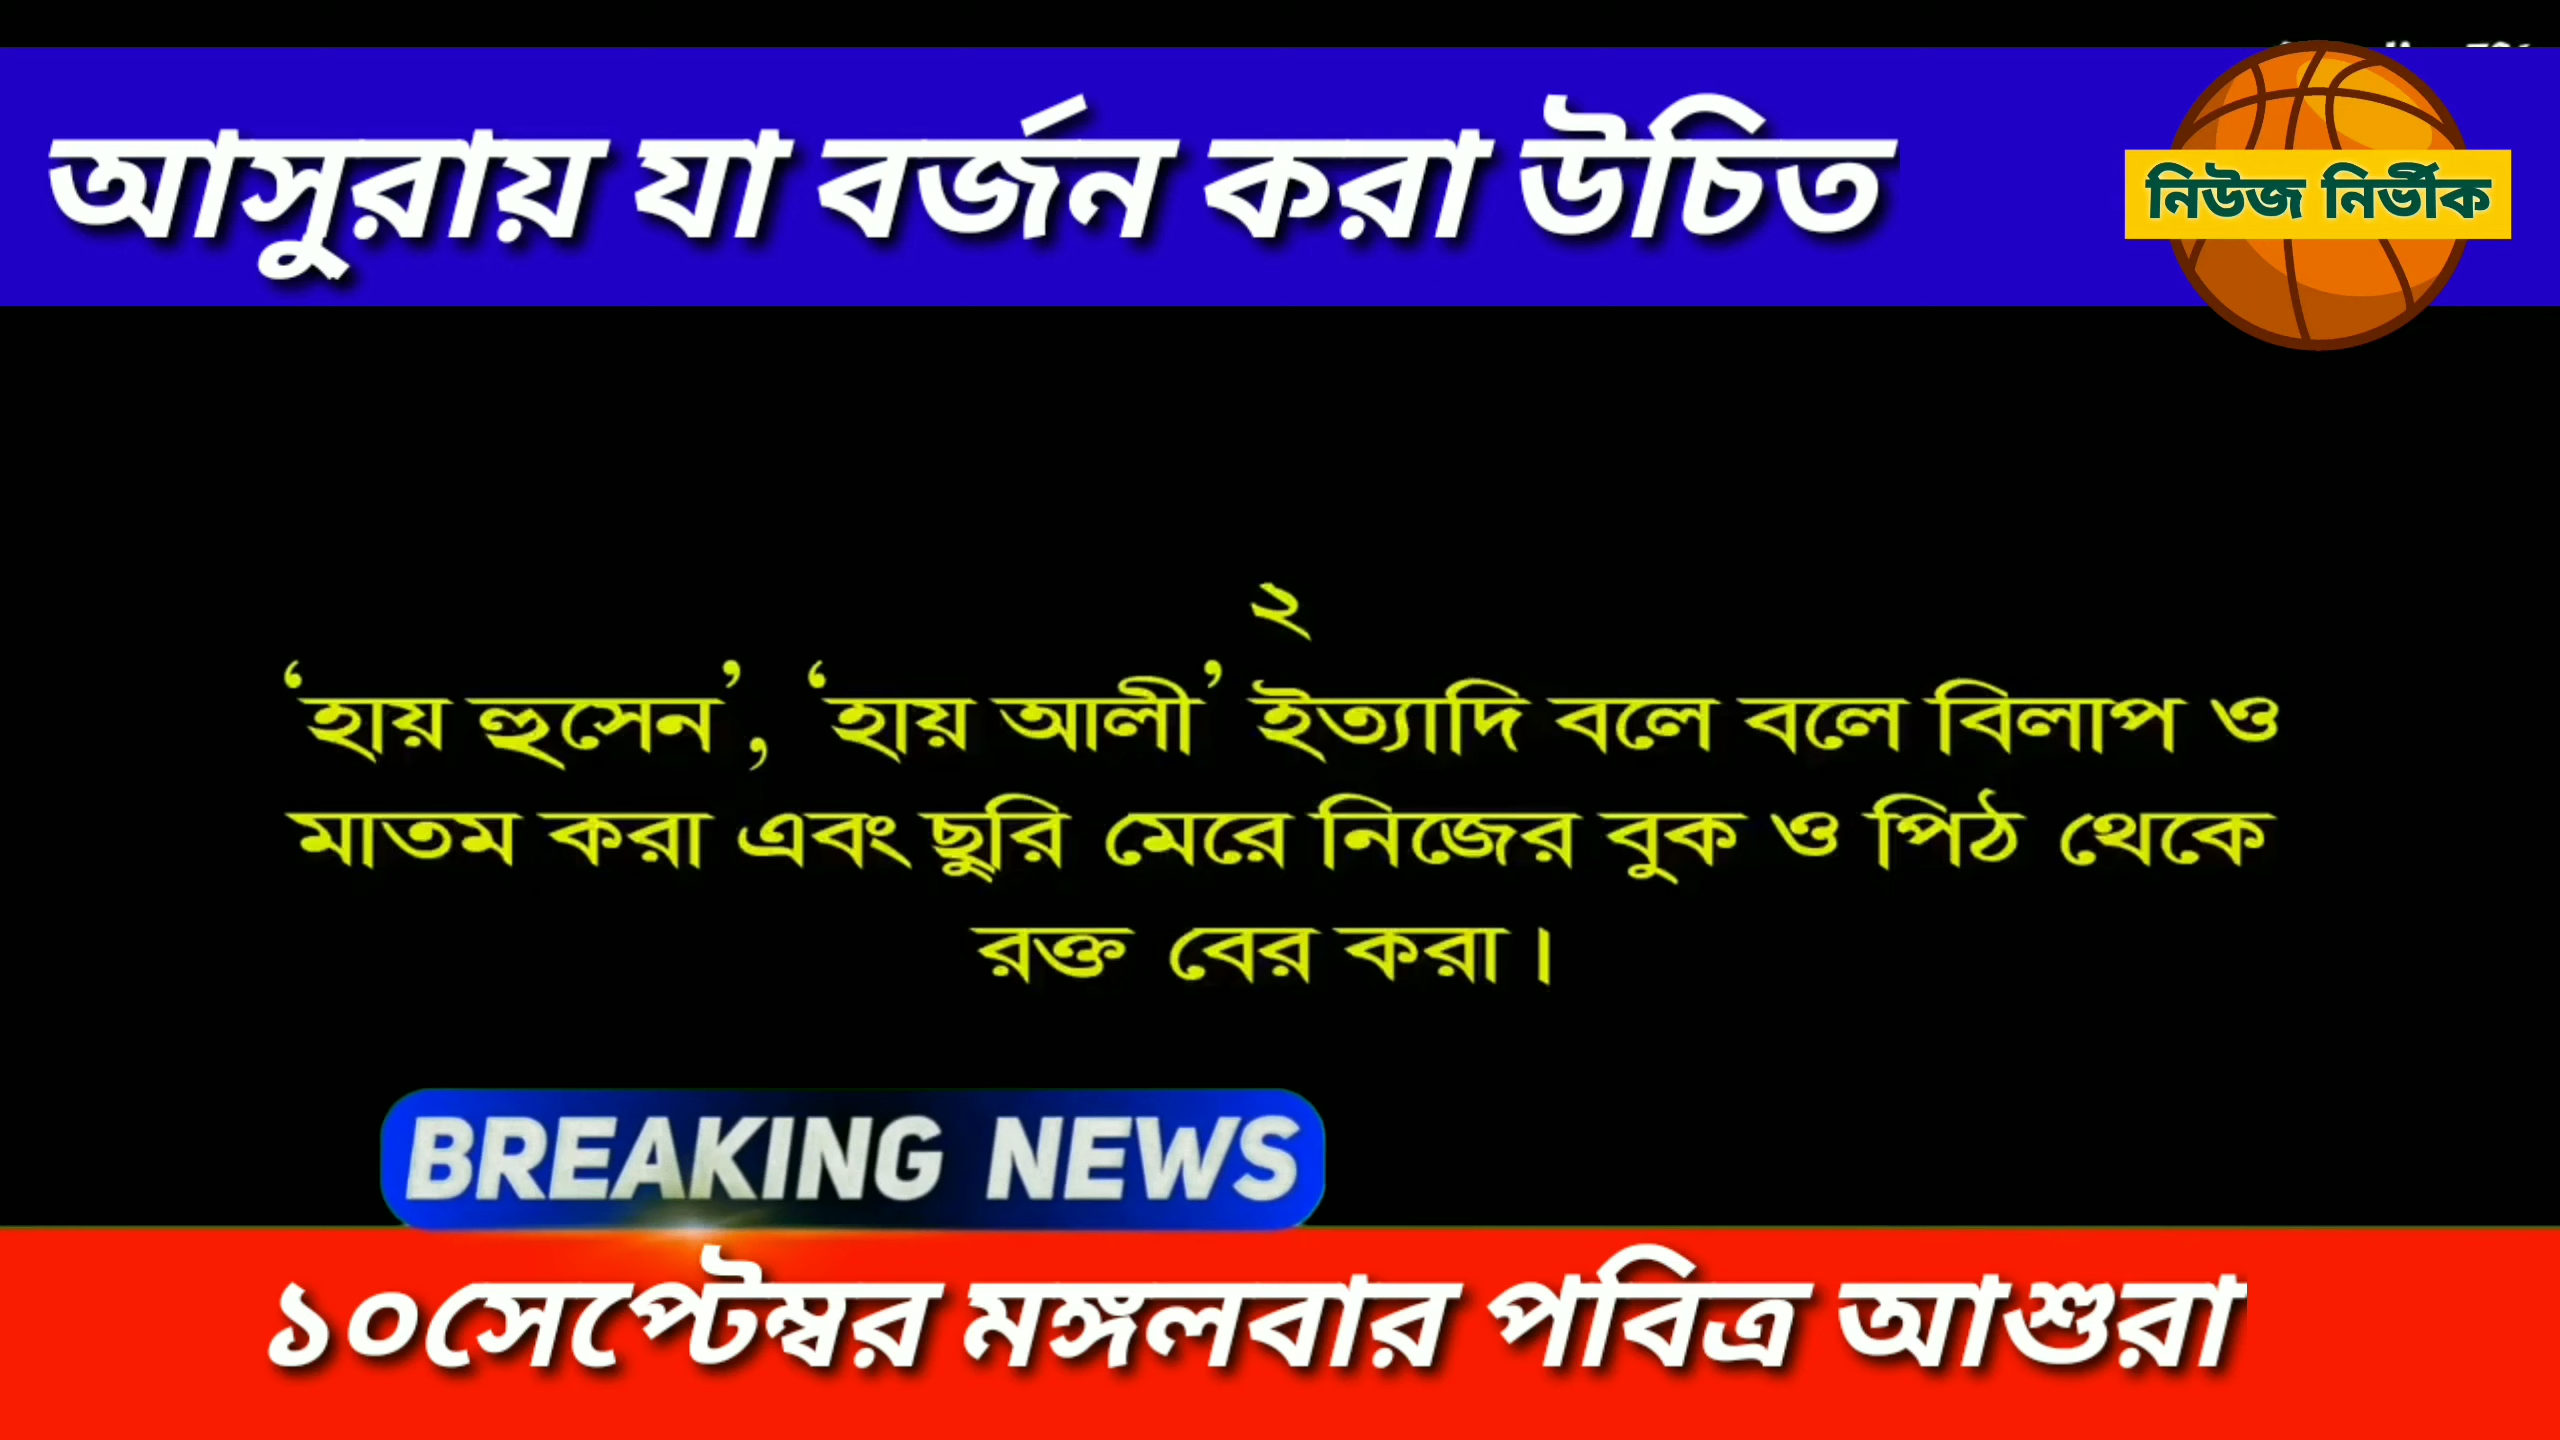 আসুরায় যা বর্জন করা উচিত
নিউজ নির্ভীক
২
‘হায় হুসেন’, ‘হায় আলী’ ইত্যাদি বলে বলে বিলাপ ও
মাতম করা এবং ছুরি মেরে নিজের বুক ও পিঠ থেকে
রক্ত বের করা।
BREAKING NEWS
১০সেপ্টেম্বর মঙ্গলবার পবিত্র আশুরা